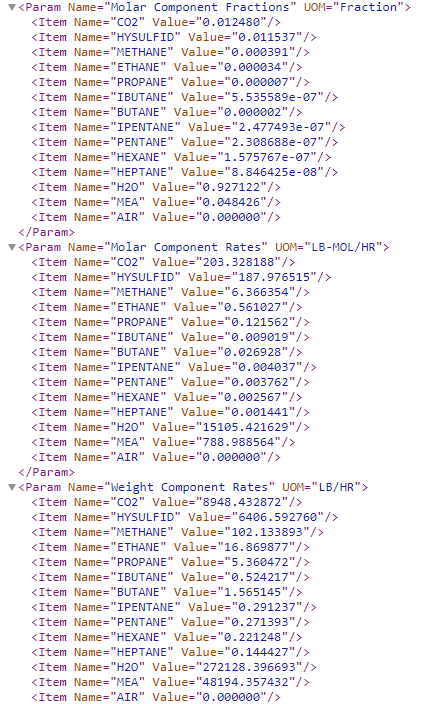 ▼<Param Name="Molar Component Fractions" UOM="Fraction">
<Item Name="CO2" Value="0.012480"/>
<Item Name="HYSULFID" Value="0.011537"/>
<Item Name="METHANE" Value="0.000391"/>
<Item Name="ETHANE" Value="0.000034"/>
<Item Name="PROPANE" Value="0.000007"/>
<Item Name="IBUTANE" Value="5.535589e-07"/>
<Item Name="BUTANE" Value="0.000002"/>
<Item Name="IPENTANE" Value="2.477493e-07"/>
<Item Name="PENTANE" Value="2.308688e-07"/>
<Item Name="HEXANE" Value="1.575767e-07"/>
<Item Name="HEPTANE" Value="8.846425e-08"/>
<Item Name="H2O" Value="0.927122"/>
<Item Name="MEA" Value="0.048426"/>
<Item Name="AIR" Value="0.000000"/>
</Param>
▼<Param Name="Molar Component Rates" UOM="LB-MOL/HR">
<Item Name="CO2" Value="203.328188"/>
<Item Name="HYSULFID" Value="187.976515"/>
<Item Name="METHANE" Value="6.366354"/>
<Item Name="ETHANE" Value="0.561027"/>
<Item Name="PROPANE" Value="0.121562"/>
<Item Name="IBUTANE" Value="0.009019"/>
<Item Name="BUTANE" Value="0.026928"/>
<Item Name="IPENTANE" Value="0.004037"/>
<Item Name="PENTANE" Value="0.003762"/>
<Item Name="HEXANE" Value="0.002567"/>
<Item Name="HEPTANE" Value="0.001441"/>
<Item Name="H2O" Value="15105.421629"/>
<Item Name="MEA" Value="788.988564"/>
<Item Name="AIR" Value="0.000000"/>
</Param>
▼<Param Name="Weight Component Rates" UOM="LB/HR">
<Item Name="CO2" Value="8948.432872"/>
<Item Name="HYSULFID" Value="6406.592760"/>
<Item Name="METHANE" Value="102.133893"/>
<Item Name="ETHANE" Value="16.869877"/>
<Item Name="PROPANE" Value="5.360472"/>
<Item Name="IBUTANE" Value="0.524217"/>
<Item Name="BUTANE" Value="1.565145"/>
<Item Name="IPENTANE" Value="0.291237"/>
<Item Name="PENTANE" Value="0.271393"/>
<Item Name="HEXANE" Value="0.221248"/>
<Item Name="HEPTANE" Value="0.144427"/>
<Item Name="H2O" Value="272128.396693"/>
<Item Name="MEA" Value="48194.357432"/>
<Item Name="AIR" Value="0.000000"/>